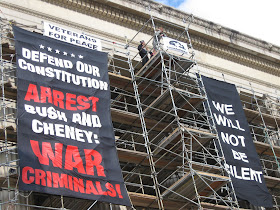 VETERANS
FOR PEACE
DEFEND OUR
CONSTITUTION
ARREST
BUSH AND
CHENEY:
WAR
CRIMINALS!
WE
WILL
NOT BE
SILENT